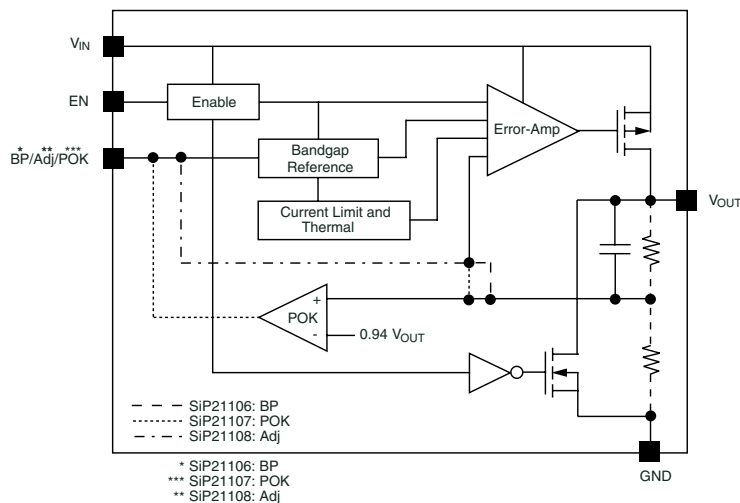 VIN
EN
Enable
* ** ***
BP/Adj/POK
Bandgap
Reference
Error-Amp
Current Limit and
Thermal
VOUT
+
POK
-
0.94 VOUT
SiP21106: BP
SiP21107: POK
SiP21108: Adj
GND
* SiP21106: BP
*** SiP21107: POK
** SiP21108: Adj